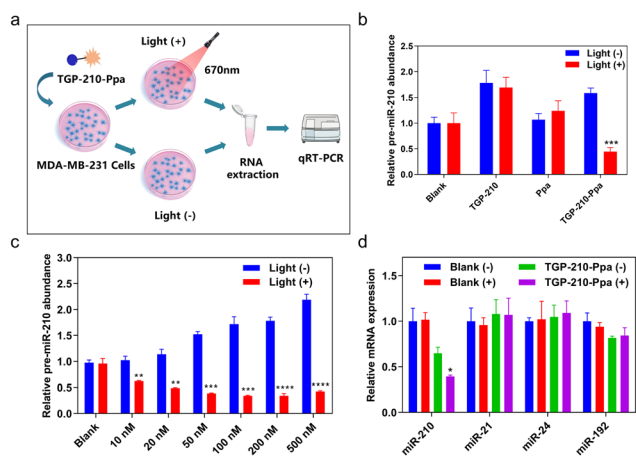 a
Light (+)
670nm
TGP-210-Ppa
MDA-MB-231 Cells
RNA
extraction
qRT-PCR
Light (-)
b
Relative pre-miR-210 abundance
2.5
2.0
1.5
1.0
0.5
0.0
Light (-)
Light (+)
***
Blank
TGP-210
Ppa
TGP-210-Ppa
c
Relative pre-miR-210 abundance
3.0
2.5
2.0
1.5
1.0
0.5
0.0
Light (-)
Light (+)
**
**
***
***
****
****
Blank
10 nM
20 nM
50 nM
100 nM
200 nM
500 nM
d
Relative mRNA expression
2.0
1.5
1.0
0.5
0.0
Blank (-)
Blank (+)
TGP-210-Ppa (-)
TGP-210-Ppa (+)
*
miR-210
miR-21
miR-24
miR-192